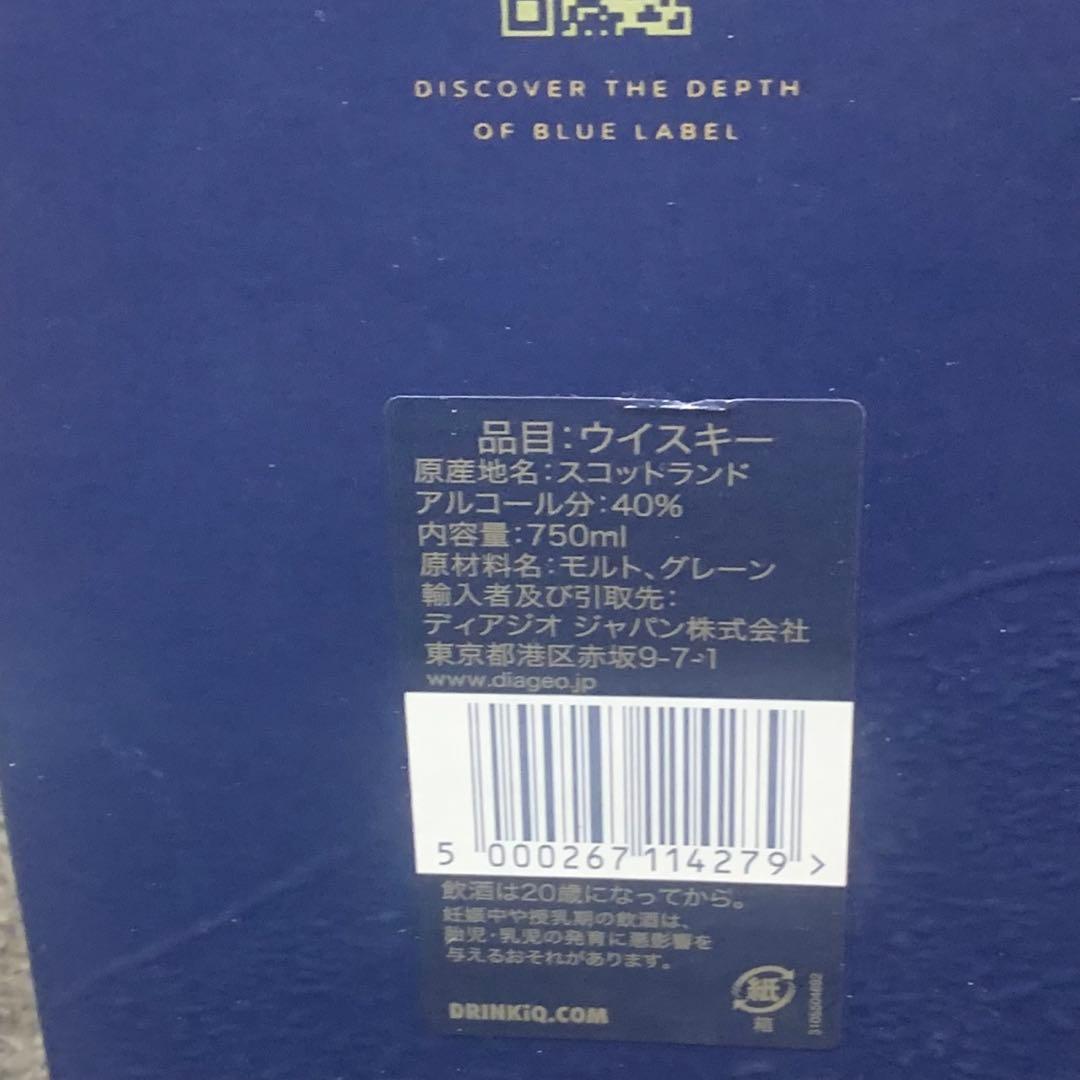 DISCOVER THE DEPTH
OF BLUE LABEL
品目:ウイスキー
原産地名:スコットランド
アルコール分:40%
内容量:750ml
原材料名:モルト、グレーン
輸入者及び引取先:
ディアジオ ジャパン株式会社
東京都港区赤坂9-7-1
www.diageo.jp
5 000267 114279 >
飲酒は20歳になってから。
妊娠中や授乳期の飲酒は、
胎児・乳児の発育に悪影響を
与えるおそれがあります。
DRINKiQ.COM
紙
箱